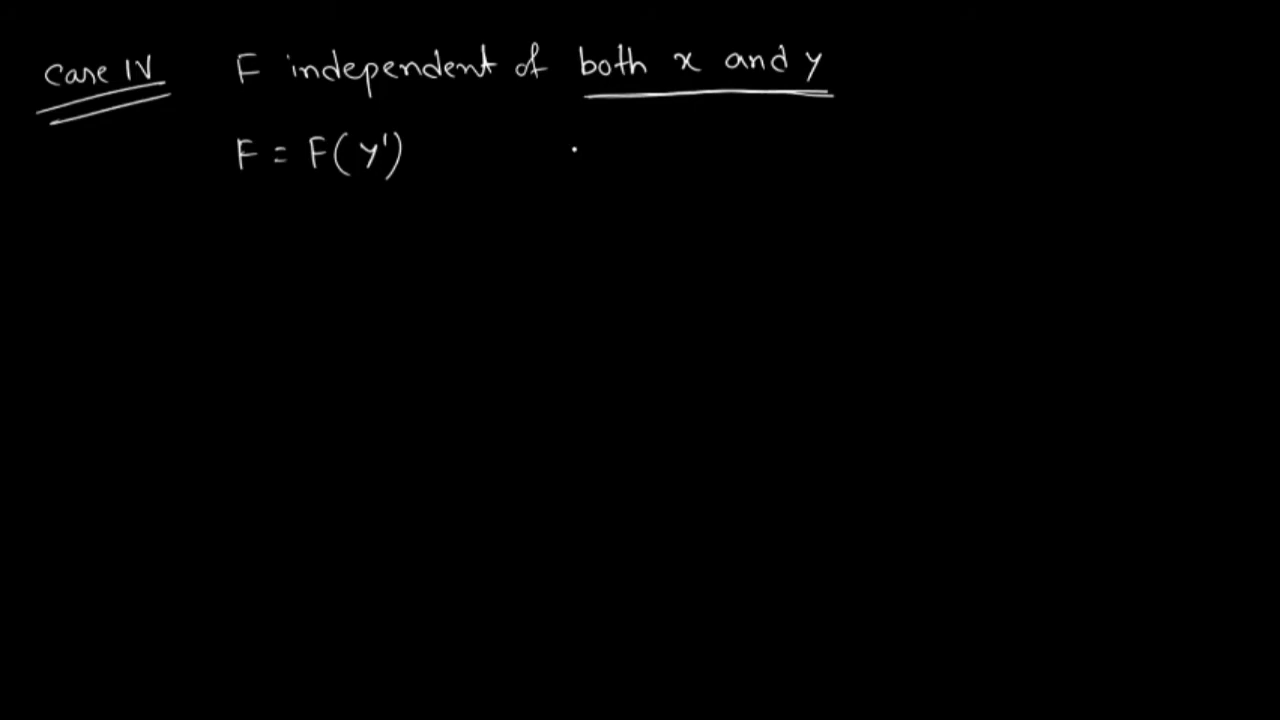 Case IV F independent of both x and y
F = F(y')